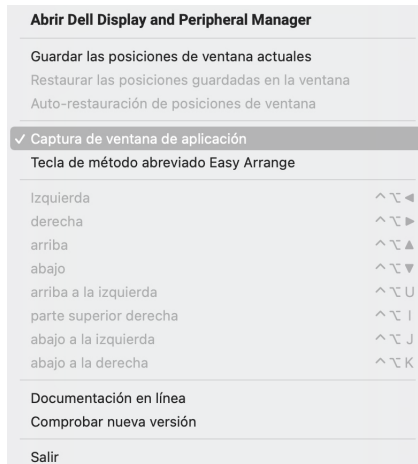 Abrir Dell Display and Peripheral Manager
Guardar las posiciones de ventana actuales
Restaurar las posiciones guardadas en la ventana
Auto-restauración de posiciones de ventana
✓ Captura de ventana de aplicación
Tecla de método abreviado Easy Arrange
Izquierda ^⌥◀
derecha ^⌥▶
arriba ^⌥▲
abajo ^⌥▼
arriba a la izquierda ^⌥U
parte superior derecha ^⌥I
abajo a la izquierda ^⌥J
abajo a la derecha ^⌥K
Documentación en línea
Comprobar nueva versión
Salir